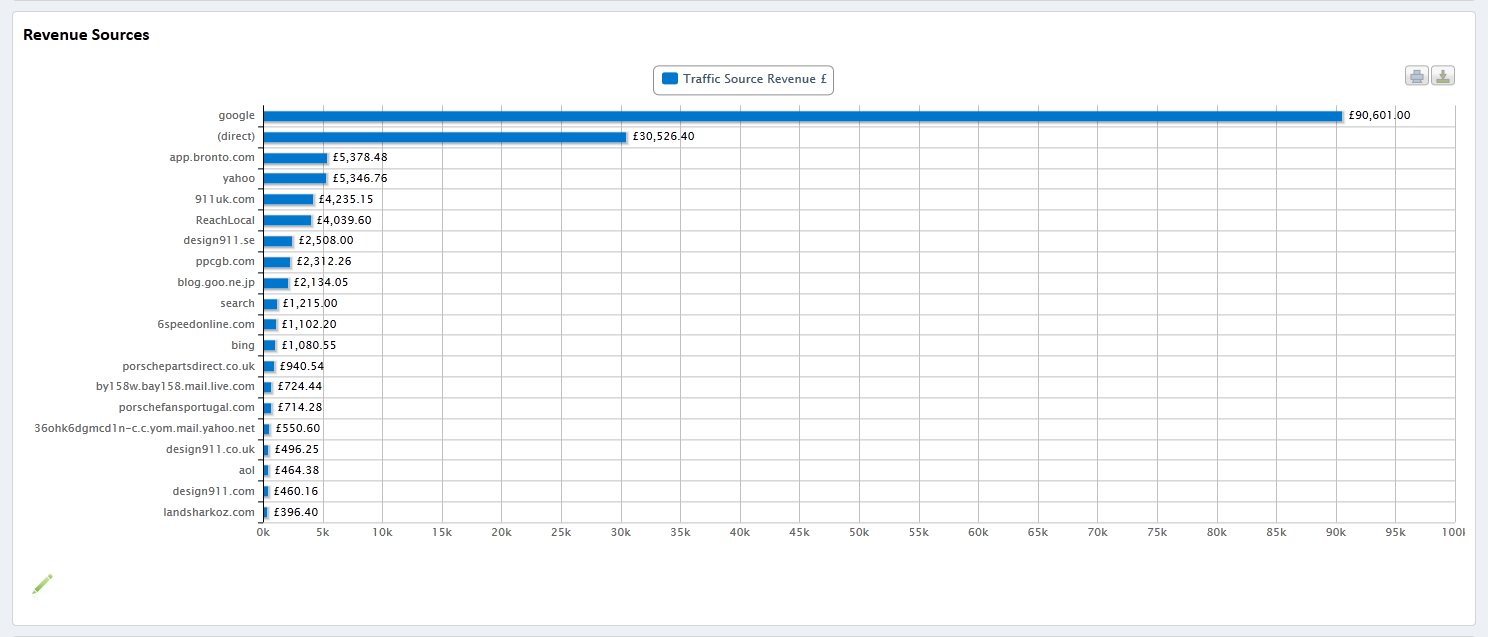 Revenue Sources
Traffic Source Revenue £
google £90,601.00
(direct) £30,526.40
app.bronto.com £5,378.48
yahoo £5,346.76
911uk.com £4,235.15
ReachLocal £4,039.60
design911.se £2,508.00
ppcgb.com £2,312.26
blog.goo.ne.jp £2,134.05
search £1,215.00
6speedonline.com £1,102.20
bing £1,080.55
porschepartsdirect.co.uk £940.54
by158w.bay158.mail.live.com £724.44
porschefansportugal.com £714.28
36ohk6dgmcd1n-c.c.yom.mail.yahoo.net £550.60
design911.co.uk £496.25
aol £464.38
design911.com £460.16
landsharkoz.com £396.40
0k 5k 10k 15k 20k 25k 30k 35k 40k 45k 50k 55k 60k 65k 70k 75k 80k 85k 90k 95k 100